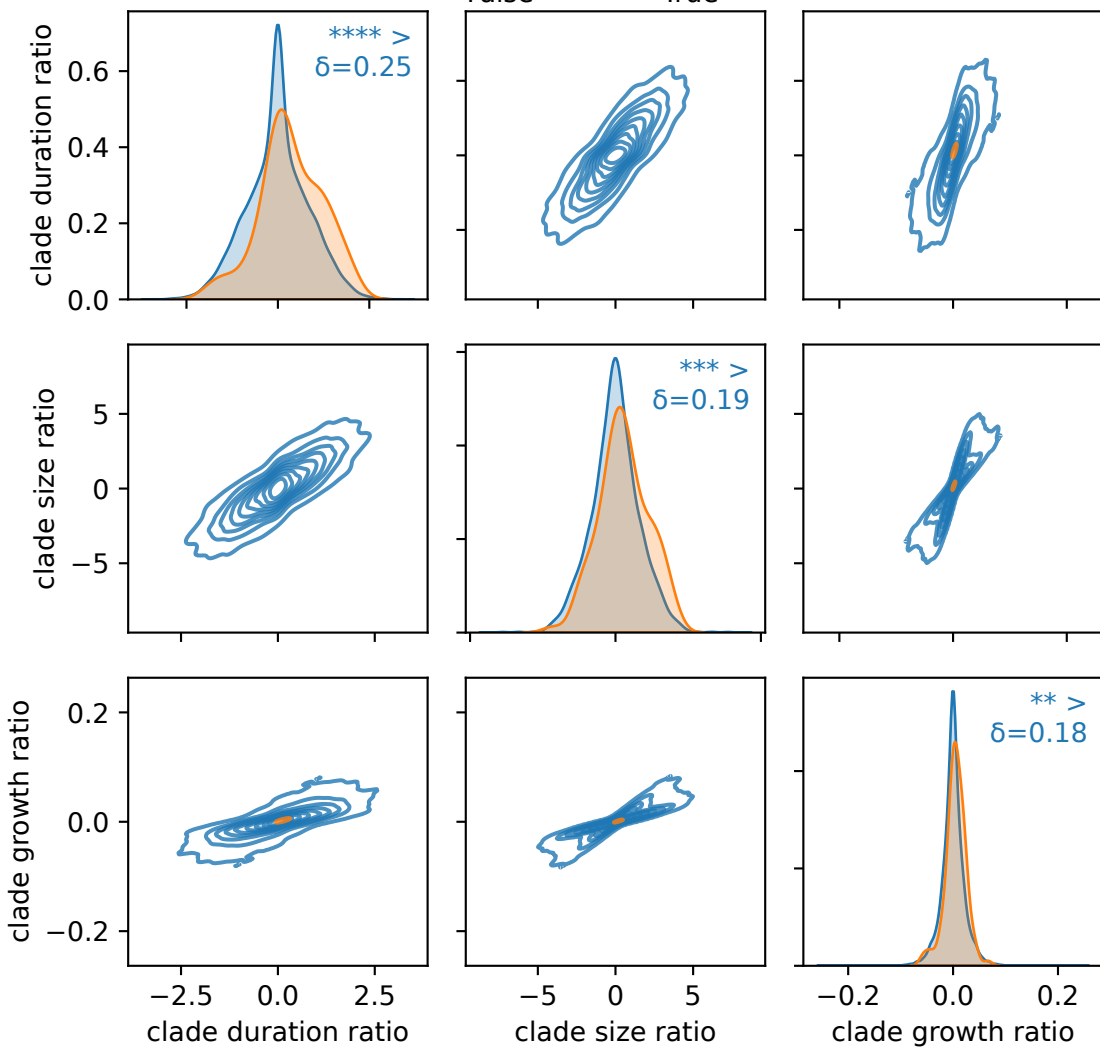 **** >
δ=0.25
clade duration ratio
0.6
0.4
0.2
0.0
*** >
δ=0.19
clade size ratio
5
0
−5
** >
δ=0.18
clade growth ratio
0.2
0.0
−0.2
−2.5 0.0 2.5
−5 0 5
−0.2 0.0 0.2
clade duration ratio
clade size ratio
clade growth ratio